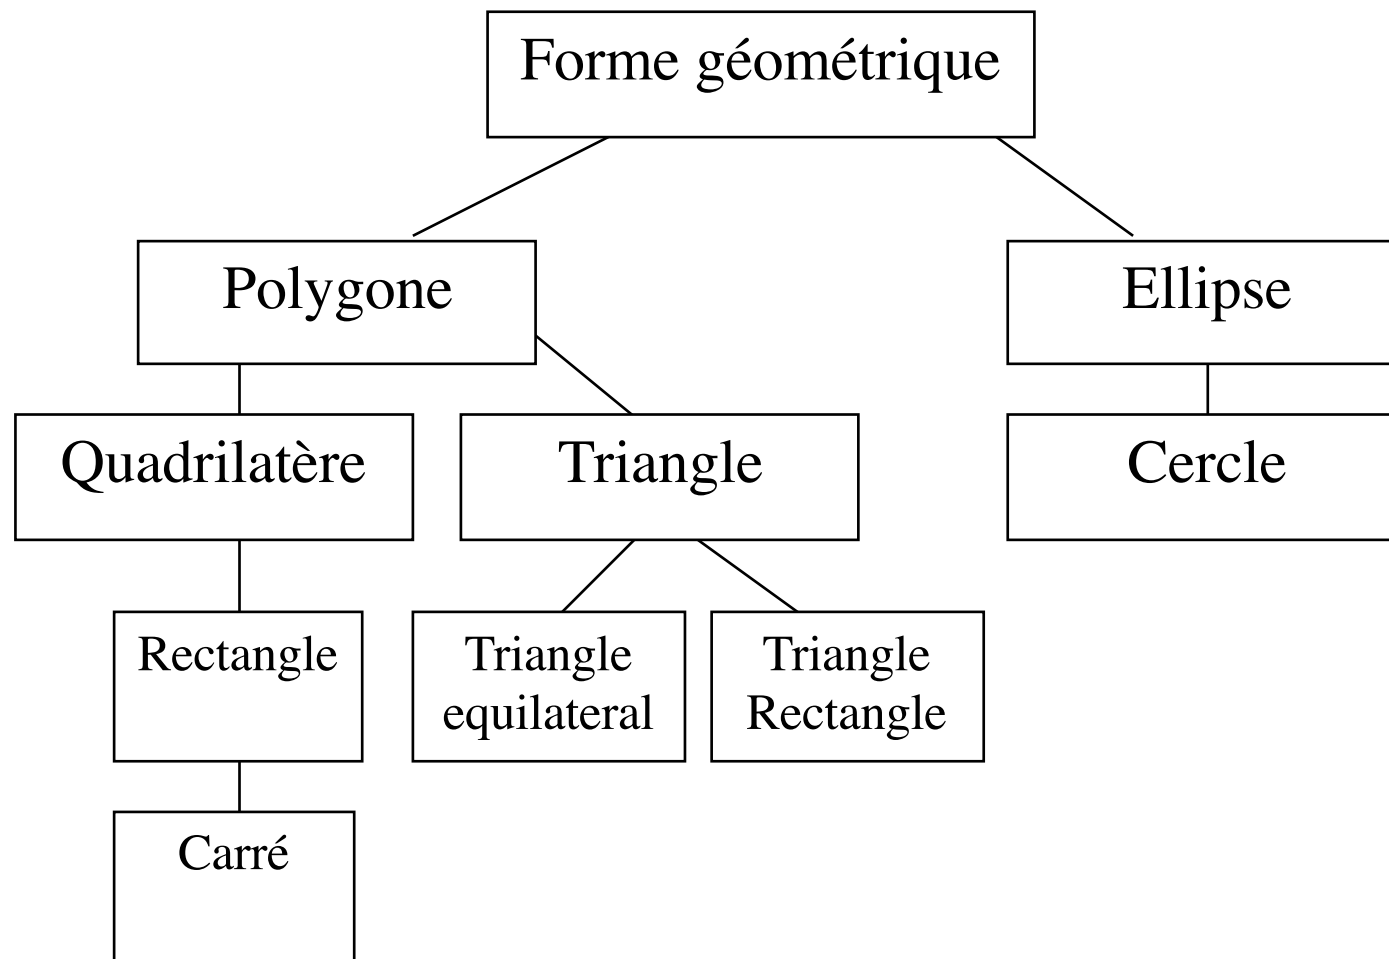 Forme géométrique
Polygone
Ellipse
Quadrilatère
Triangle
Cercle
Rectangle
Triangle
equilateral
Triangle
Rectangle
Carré